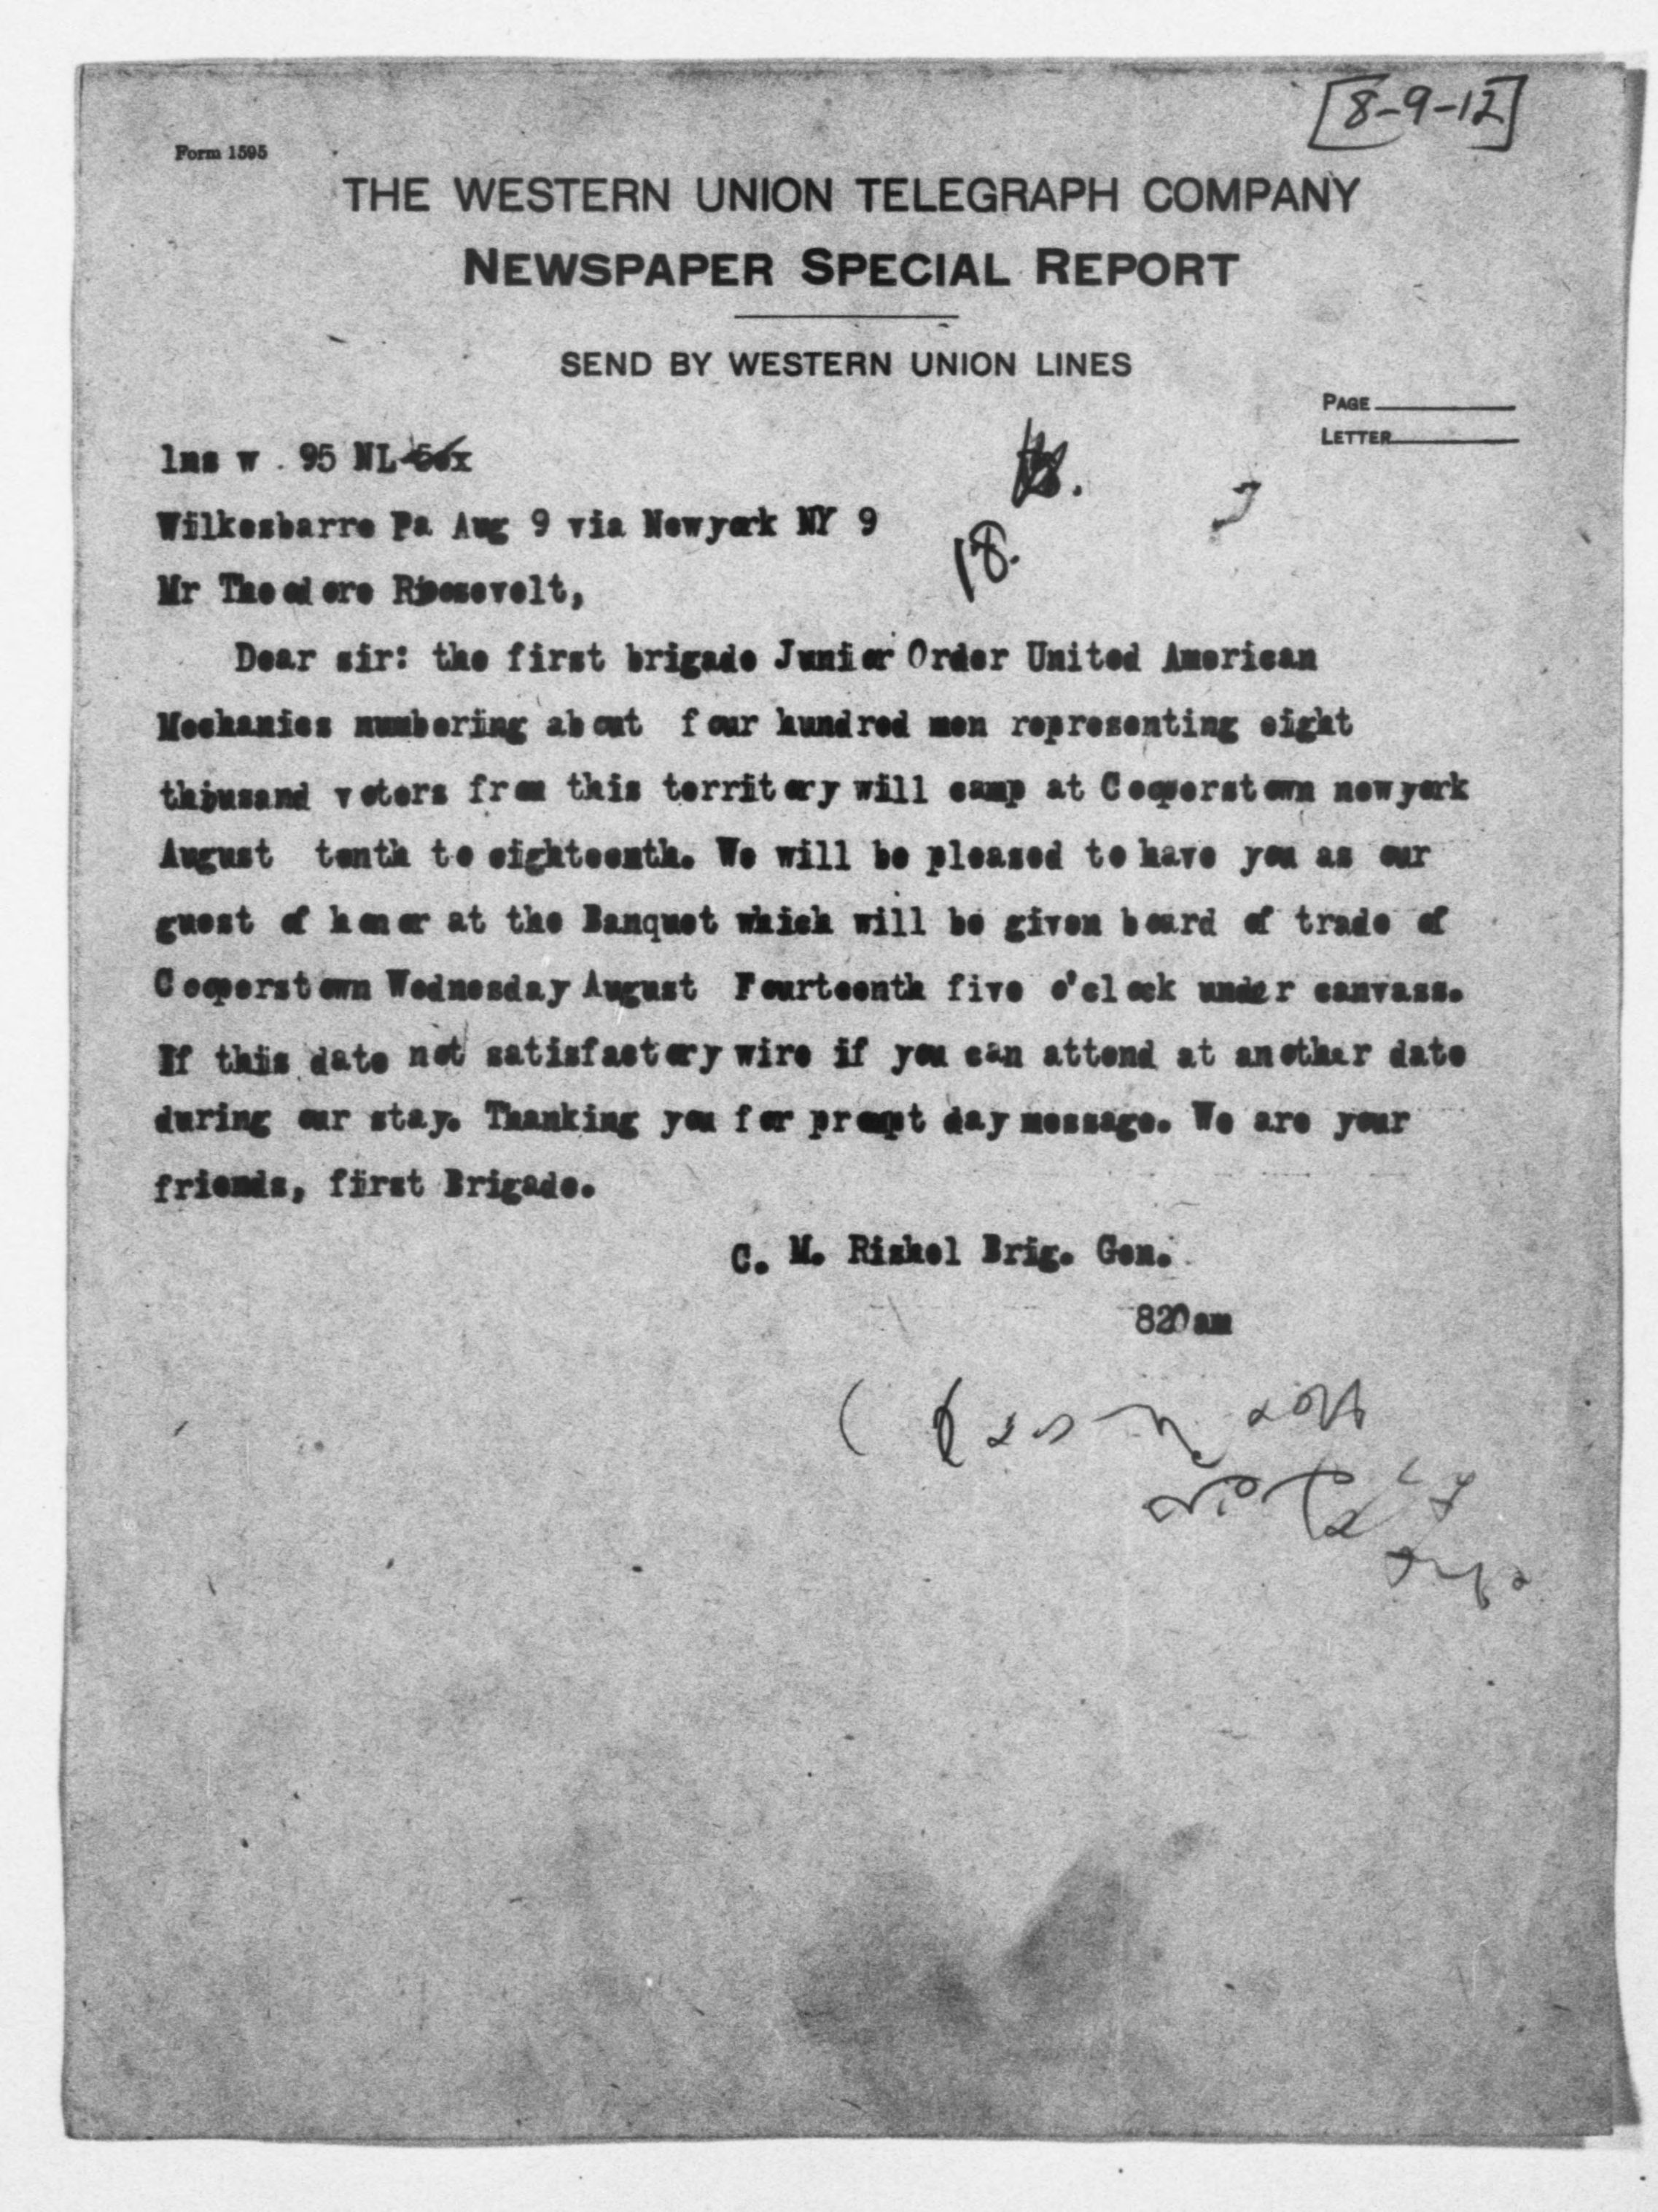 [8-9-12]
Form 1595
THE WESTERN UNION TELEGRAPH COMPANY
NEWSPAPER SPECIAL REPORT
SEND BY WESTERN UNION LINES
PAGE
LETTER
1ns w . 95 NL
Wilkesbarre Pa Aug 9 via Newyork NY 9
18.
Mr Theodore Roosevelt,
Dear sir: the first brigade Junior Order United American
Mechanics numbering about four hundred men representing eight
thousand voters from this territory will camp at Cooperstown newyork
August tenth to eighteenth. We will be pleased to have you as our
guest of honor at the Banquet which will be given board of trade of
Cooperstown Wednesday August Fourteenth five o'clock under canvass.
If this date not satisfactory wire if you can attend at another date
during our stay. Thanking you for prompt day message. We are your
friends, first Brigade.
C. M. Rishel Brig. Gen.
820am